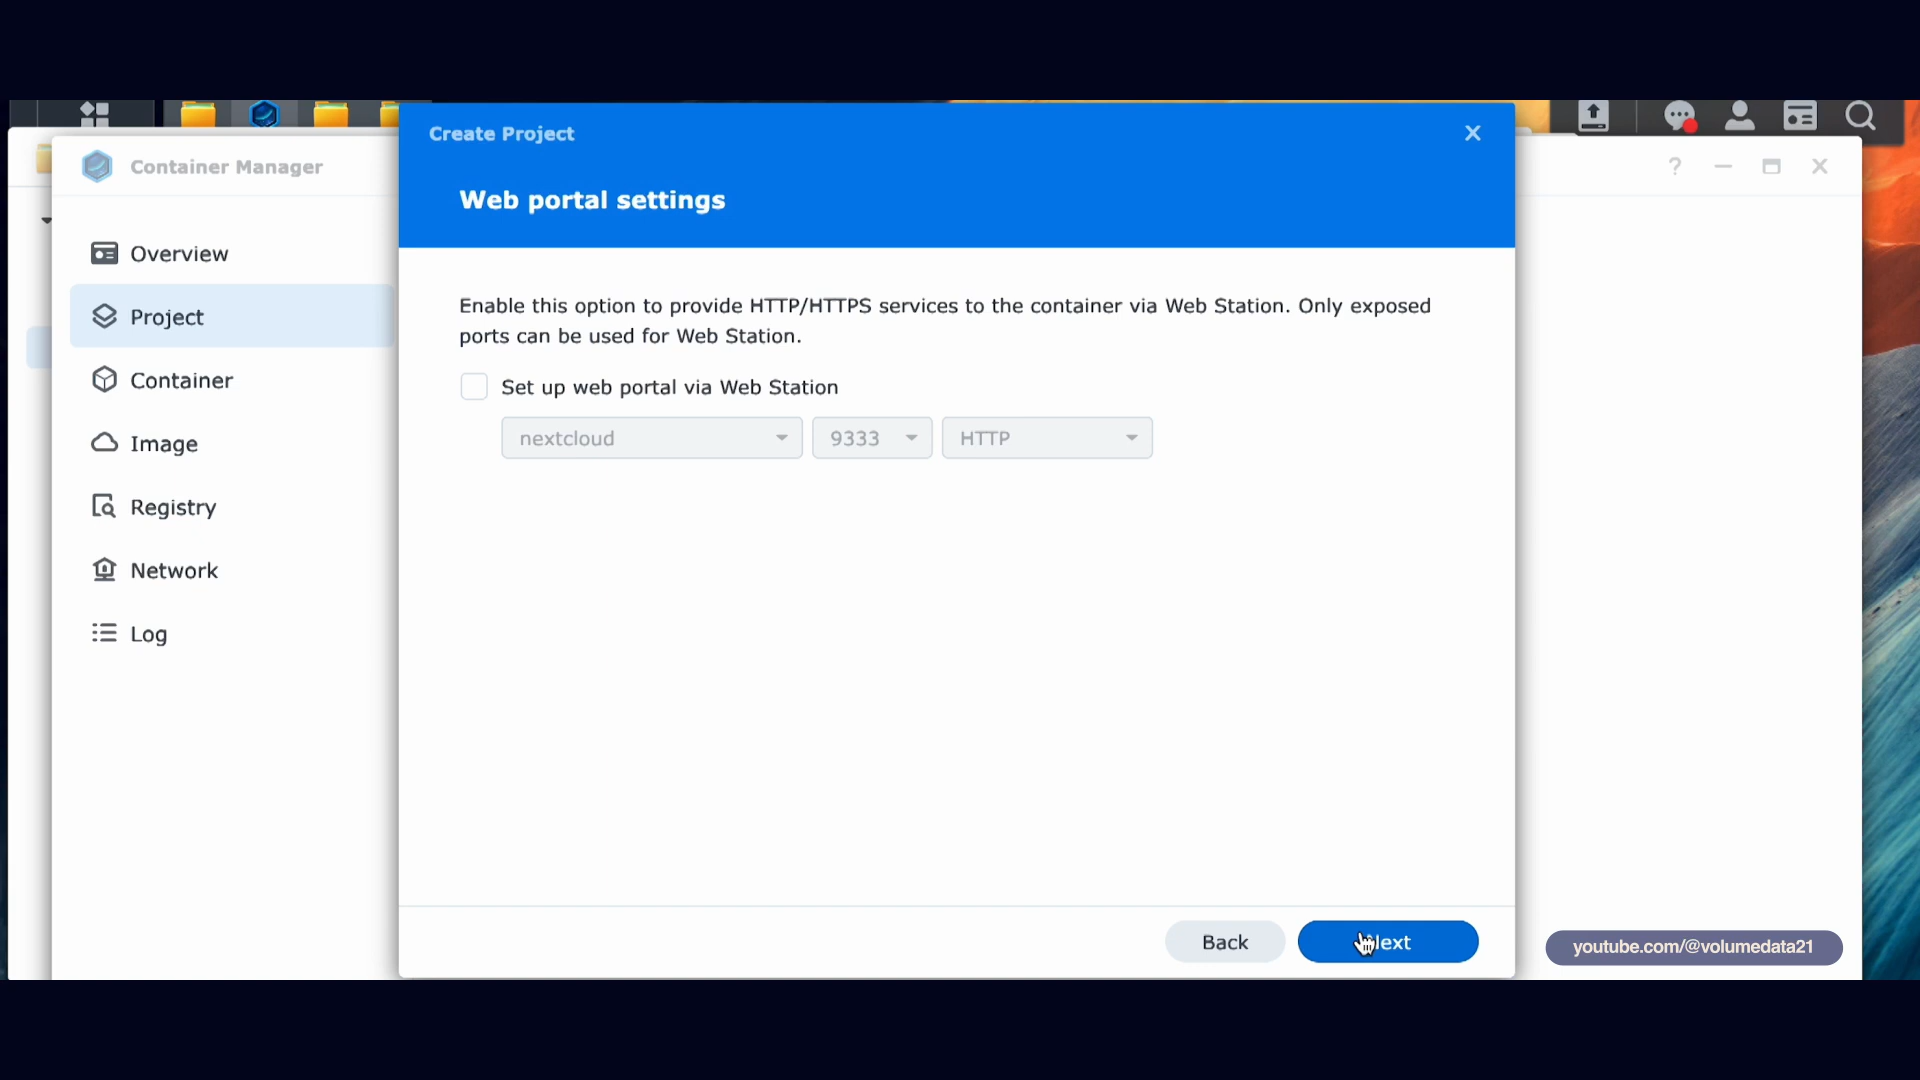 Create Project
Web portal settings
Container Manager
Overview
Project
Container
Image
Registry
Network
Log
Enable this option to provide HTTP/HTTPS services to the container via Web Station. Only exposed
ports can be used for Web Station.
Set up web portal via Web Station
nextcloud
9333
HTTP
Back
Next
youtube.com/@volumedata21